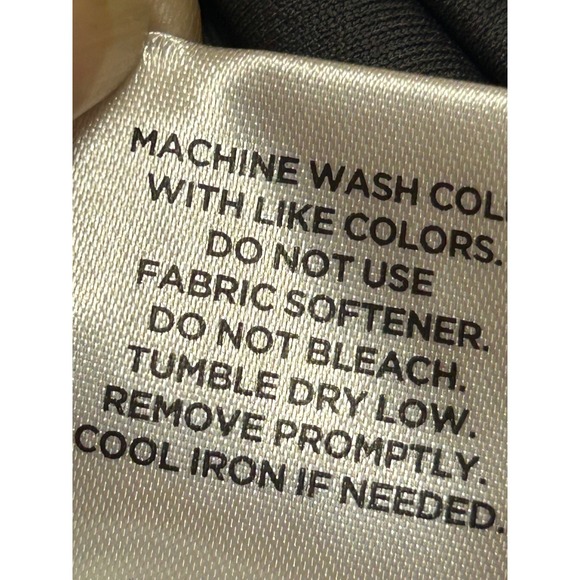 MACHINE WASH COLD
WITH LIKE COLORS.
DO NOT USE
FABRIC SOFTENER.
DO NOT BLEACH.
TUMBLE DRY LOW.
REMOVE PROMPTLY.
COOL IRON IF NEEDED.